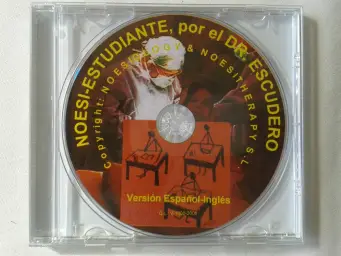 NOESI-ESTUDIANTE, por el DR. ESCUDERO
Copyright: NOESIOLOGY & NOESITHERAPY S.L.
Versión Español-Inglés